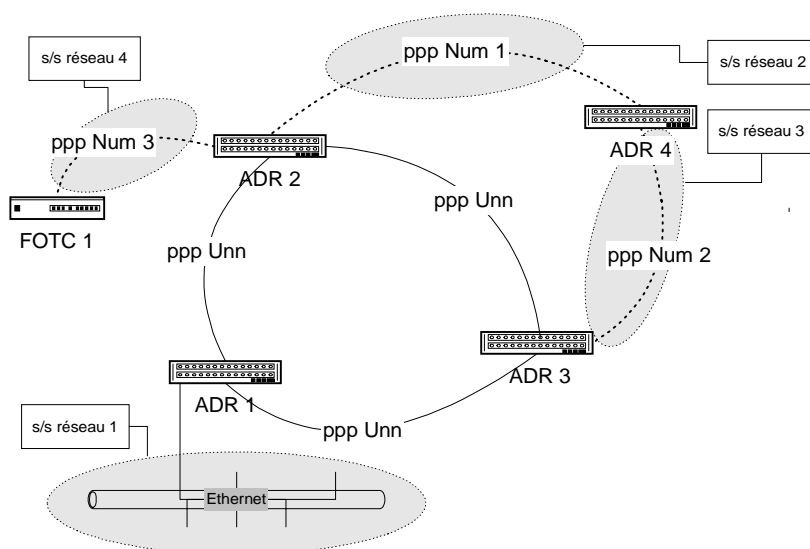 s/s réseau 4
ppp Num 1
s/s réseau 2
ppp Num 3
ADR 2
ADR 4
s/s réseau 3
FOTC 1
ppp Unn
ppp Unn
ppp Num 2
ADR 1
ADR 3
s/s réseau 1
ppp Unn
Ethernet